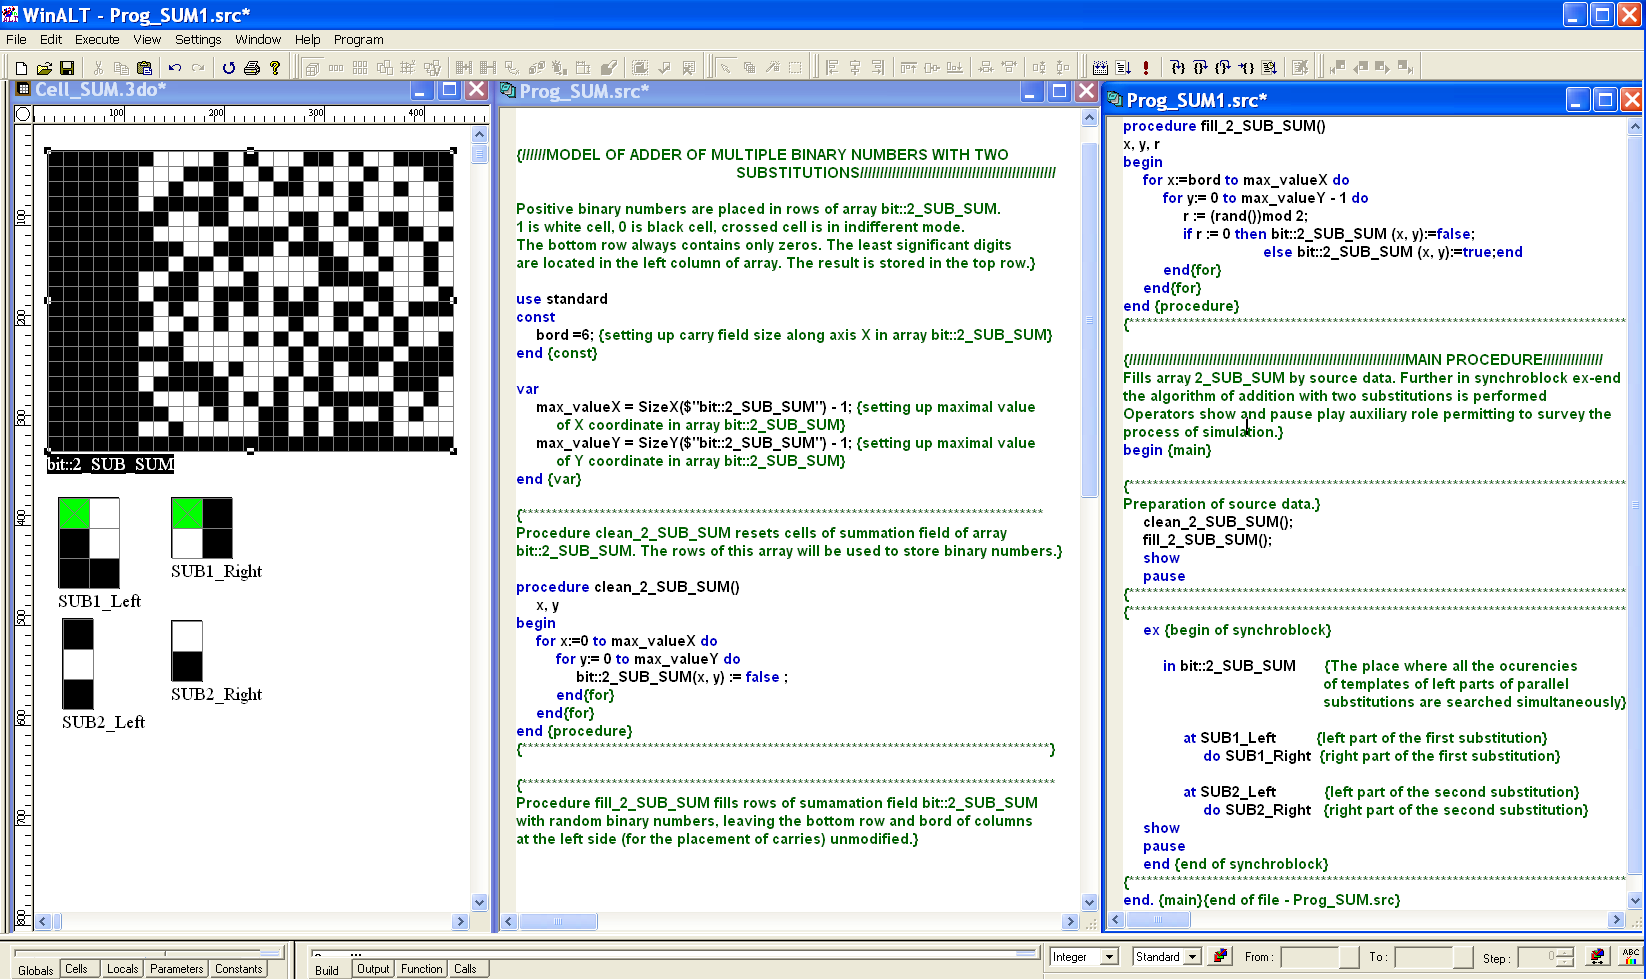 WinALT - Prog_SUM1.src*
File Edit Execute View Settings Window Help Program
Cell_SUM.3do*
100 200 300 400
100
200
300
400
500
600
700
800
bit::2_SUB_SUM
SUB1_Left
SUB1_Right
SUB2_Left
SUB2_Right
Prog_SUM.src*
{//////MODEL OF ADDER OF MULTIPLE BINARY NUMBERS WITH TWO
SUBSTITUTIONS/////////////////////////////////////////////////
Positive binary numbers are placed in rows of array bit::2_SUB_SUM.
1 is white cell, 0 is black cell, crossed cell is in indifferent mode.
The bottom row always contains only zeros. The least significant digits
are located in the left column of array. The result is stored in the top row.}
use standard
const
bord =6; {setting up carry field size along axis X in array bit::2_SUB_SUM}
end {const}
var
max_valueX = SizeX($"bit::2_SUB_SUM") - 1; {setting up maximal value
of X coordinate in array bit::2_SUB_SUM}
max_valueY = SizeY($"bit::2_SUB_SUM") - 1; {setting up maximal value
of Y coordinate in array bit::2_SUB_SUM}
end {var}
{******************************************************************************
Procedure clean_2_SUB_SUM resets cells of summation field of array
bit::2_SUB_SUM. The rows of this array will be used to store binary numbers.}
procedure clean_2_SUB_SUM()
x, y
begin
for x:=0 to max_valueX do
for y:= 0 to max_valueY do
bit::2_SUB_SUM(x, y) := false ;
end{for}
end{for}
end {procedure}
{******************************************************************************}
{******************************************************************************
Procedure fill_2_SUB_SUM fills rows of sumamation field bit::2_SUB_SUM
with random binary numbers, leaving the bottom row and bord of columns
at the left side (for the placement of carries) unmodified.}
Prog_SUM1.src*
procedure fill_2_SUB_SUM()
x, y, r
begin
for x:=bord to max_valueX do
for y:= 0 to max_valueY - 1 do
r := (rand())mod 2;
if r := 0 then bit::2_SUB_SUM (x, y):=false;
else bit::2_SUB_SUM (x, y):=true;end
end{for}
end{for}
end {procedure}
{******************************************************************************
{//////////////////////////////////////////////////////////////////////MAIN PROCEDURE///////////////
Fills array 2_SUB_SUM by source data. Further in synchroblock ex-end
the algorithm of addition with two substitutions is performed
Operators show and pause play auxiliary role permitting to survey the
process of simulation.}
begin {main}
{******************************************************************************
Preparation of source data.}
clean_2_SUB_SUM();
fill_2_SUB_SUM();
show
pause
{******************************************************************************
{******************************************************************************
ex {begin of synchroblock}
in bit::2_SUB_SUM {The place where all the ocurencies
of templates of left parts of parallel
substitutions are searched simultaneously}
at SUB1_Left {left part of the first substitution}
do SUB1_Right {right part of the first substitution}
at SUB2_Left {left part of the second substitution}
do SUB2_Right {right part of the second substitution}
show
pause
end {end of synchroblock}
{******************************************************************************
end. {main}{end of file - Prog_SUM.src}
Globals Cells Locals Parameters Constants
Build Output Function Calls
Integer Standard From : To : Step : 0 ABC